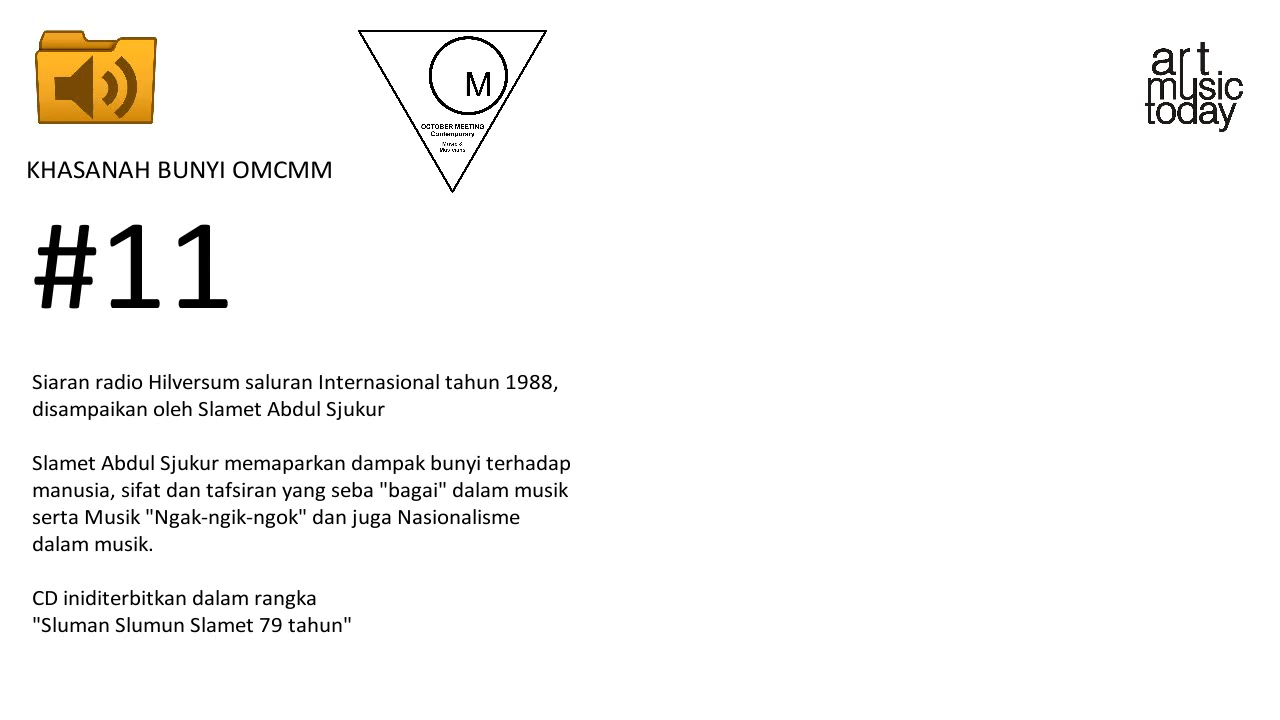 OM
OCTOBER MEETING
Contemporary
Music &
Musicians
art
music
today
KHASANAH BUNYI OMCMM
#11
Siaran radio Hilversum saluran Internasional tahun 1988,
disampaikan oleh Slamet Abdul Sjukur
Slamet Abdul Sjukur memaparkan dampak bunyi terhadap
manusia, sifat dan tafsiran yang seba "bagai" dalam musik
serta Musik "Ngak-ngik-ngok" dan juga Nasionalisme
dalam musik.
CD iniditerbitkan dalam rangka
"Sluman Slumun Slamet 79 tahun"